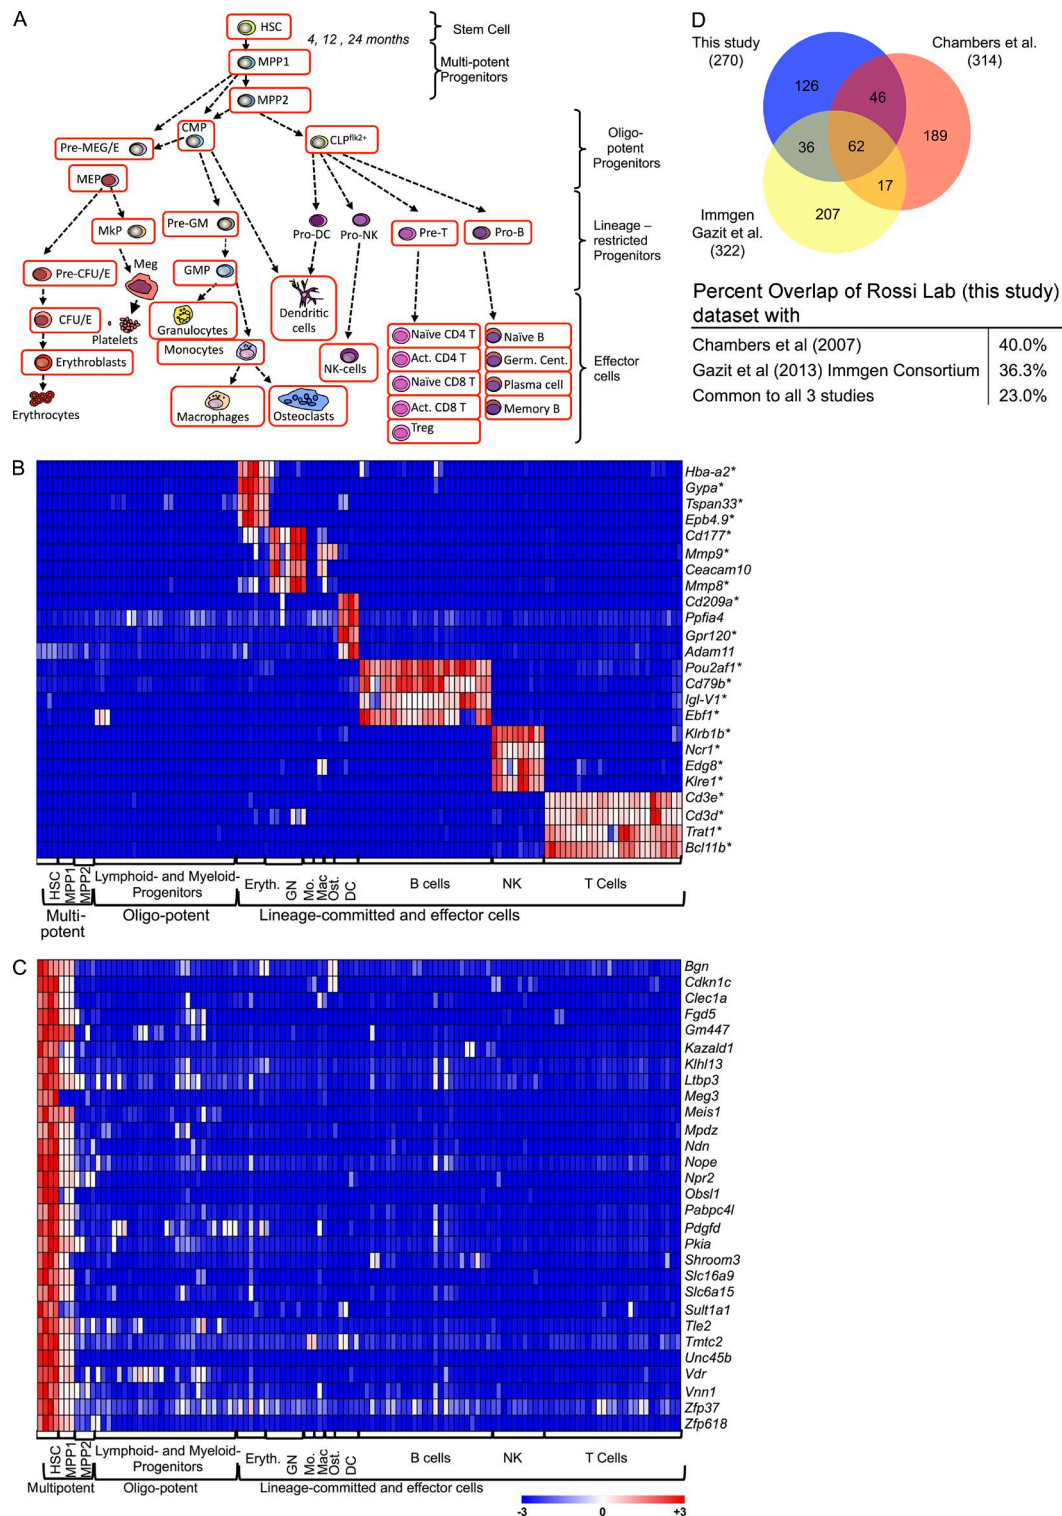 A
HSC
4, 12 , 24 months
Stem Cell
MPP1
Multi-potent
Progenitors
MPP2
CMP
CLPflk2+
Pre-MEG/E
Oligo-
potent
Progenitors
MEP
MkP
Pre-GM
Pro-DC
Pro-NK
Pre-T
Pro-B
Lineage –
restricted
Progenitors
Pre-CFU/E
Meg
GMP
CFU/E
Platelets
Granulocytes
Dendritic
cells
Monocytes
NK-cells
Erythroblasts
Erythrocytes
Macrophages
Osteoclasts
Naïve CD4 T
Act. CD4 T
Naïve CD8 T
Act. CD8 T
Treg
Naïve B
Germ. Cent.
Plasma cell
Memory B
Effector
cells
D
This study
(270)
Chambers et al.
(314)
126
46
189
36
62
17
207
Immgen
Gazit et al.
(322)
Percent Overlap of Rossi Lab (this study)
dataset with
Chambers et al (2007) 40.0%
Gazit et al (2013) Immgen Consortium 36.3%
Common to all 3 studies 23.0%
B
Hba-a2*
Gypa*
Tspan33*
Epb4.9*
Cd177*
Mmp9*
Ceacam10
Mmp8*
Cd209a*
Ppfia4
Gpr120*
Adam11
Pou2af1*
Cd79b*
Igl-V1*
Ebf1*
Klrb1b*
Ncr1*
Edg8*
Klre1*
Cd3e*
Cd3d*
Trat1*
Bcl11b*
HSC
MPP1
MPP2
Lymphoid- and Myeloid-
Progenitors
Eryh.
GN
Mo.
Mac
Ost.
DC
B cells
NK
T Cells
Multi-
potent
Oligo-potent
Lineage-committed and effector cells
C
Bgn
Cdkn1c
Clec1a
Fgd5
Gm447
Kazald1
Klhl13
Ltbp3
Meg3
Meis1
Mpdz
Ndn
Nope
Npr2
Obsl1
Pabpc4l
Pdgfd
Pkia
Shroom3
Slc16a9
Slc6a15
Sult1a1
Tle2
Tmtc2
Unc45b
Vdr
Vnn1
Zfp37
Zfp618
HSC
MPP1
MPP2
Lymphoid- and Myeloid-
Progenitors
Eryh.
GN
Mo.
Mac
Ost.
DC
B cells
NK
T Cells
Multipotent
Oligo-potent
Lineage-committed and effector cells
-3
0
+3